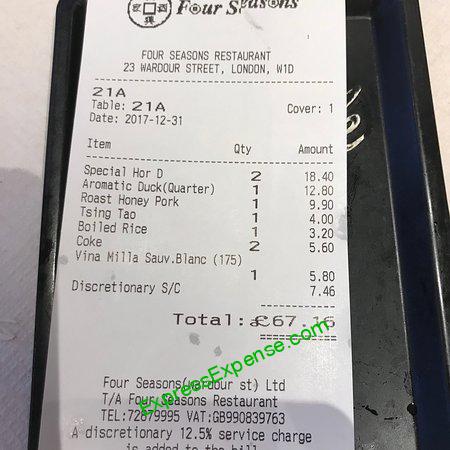 Four Seasons
FOUR SEASONS RESTAURANT
23 WARDOUR STREET, LONDON, W1D
21A
Table: 21A Cover: 1
Date: 2017-12-31
Item Qty Amount
Special Hor D 2 18.40
Aromatic Duck(Quarter) 1 12.80
Roast Honey Pork 1 9.90
Tsing Tao 1 4.00
Boiled Rice 1 3.20
Coke 2 5.60
Vina Milla Sauv.Blanc (175)
1 5.80
Discretionary S/C 7.46
Total: £67.16
ExpressExpense.com
Four Seasons(wardour st) Ltd
T/A Four Seasons Restaurant
TEL:72879995 VAT:GB990839763
A discretionary 12.5% service charge
is added to the bill